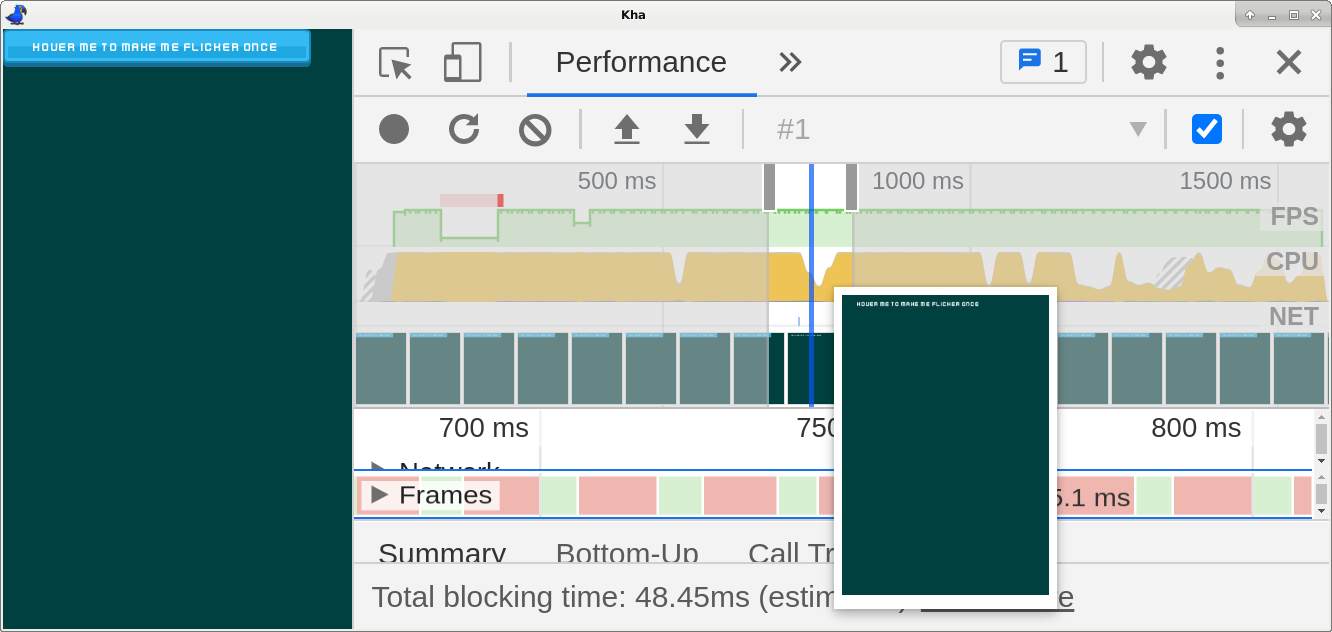 Kha
HOVER ME TO MAKE ME FLICKER ONCE
Performance
1
#1
500 ms
1000 ms
1500 ms
FPS
CPU
NET
HOVER ME TO MAKE ME FLICKER ONCE
700 ms
750
800 ms
Network
Frames
5.1 ms
Summary
Bottom-Up
Call Tr
Total blocking time: 48.45ms (estim